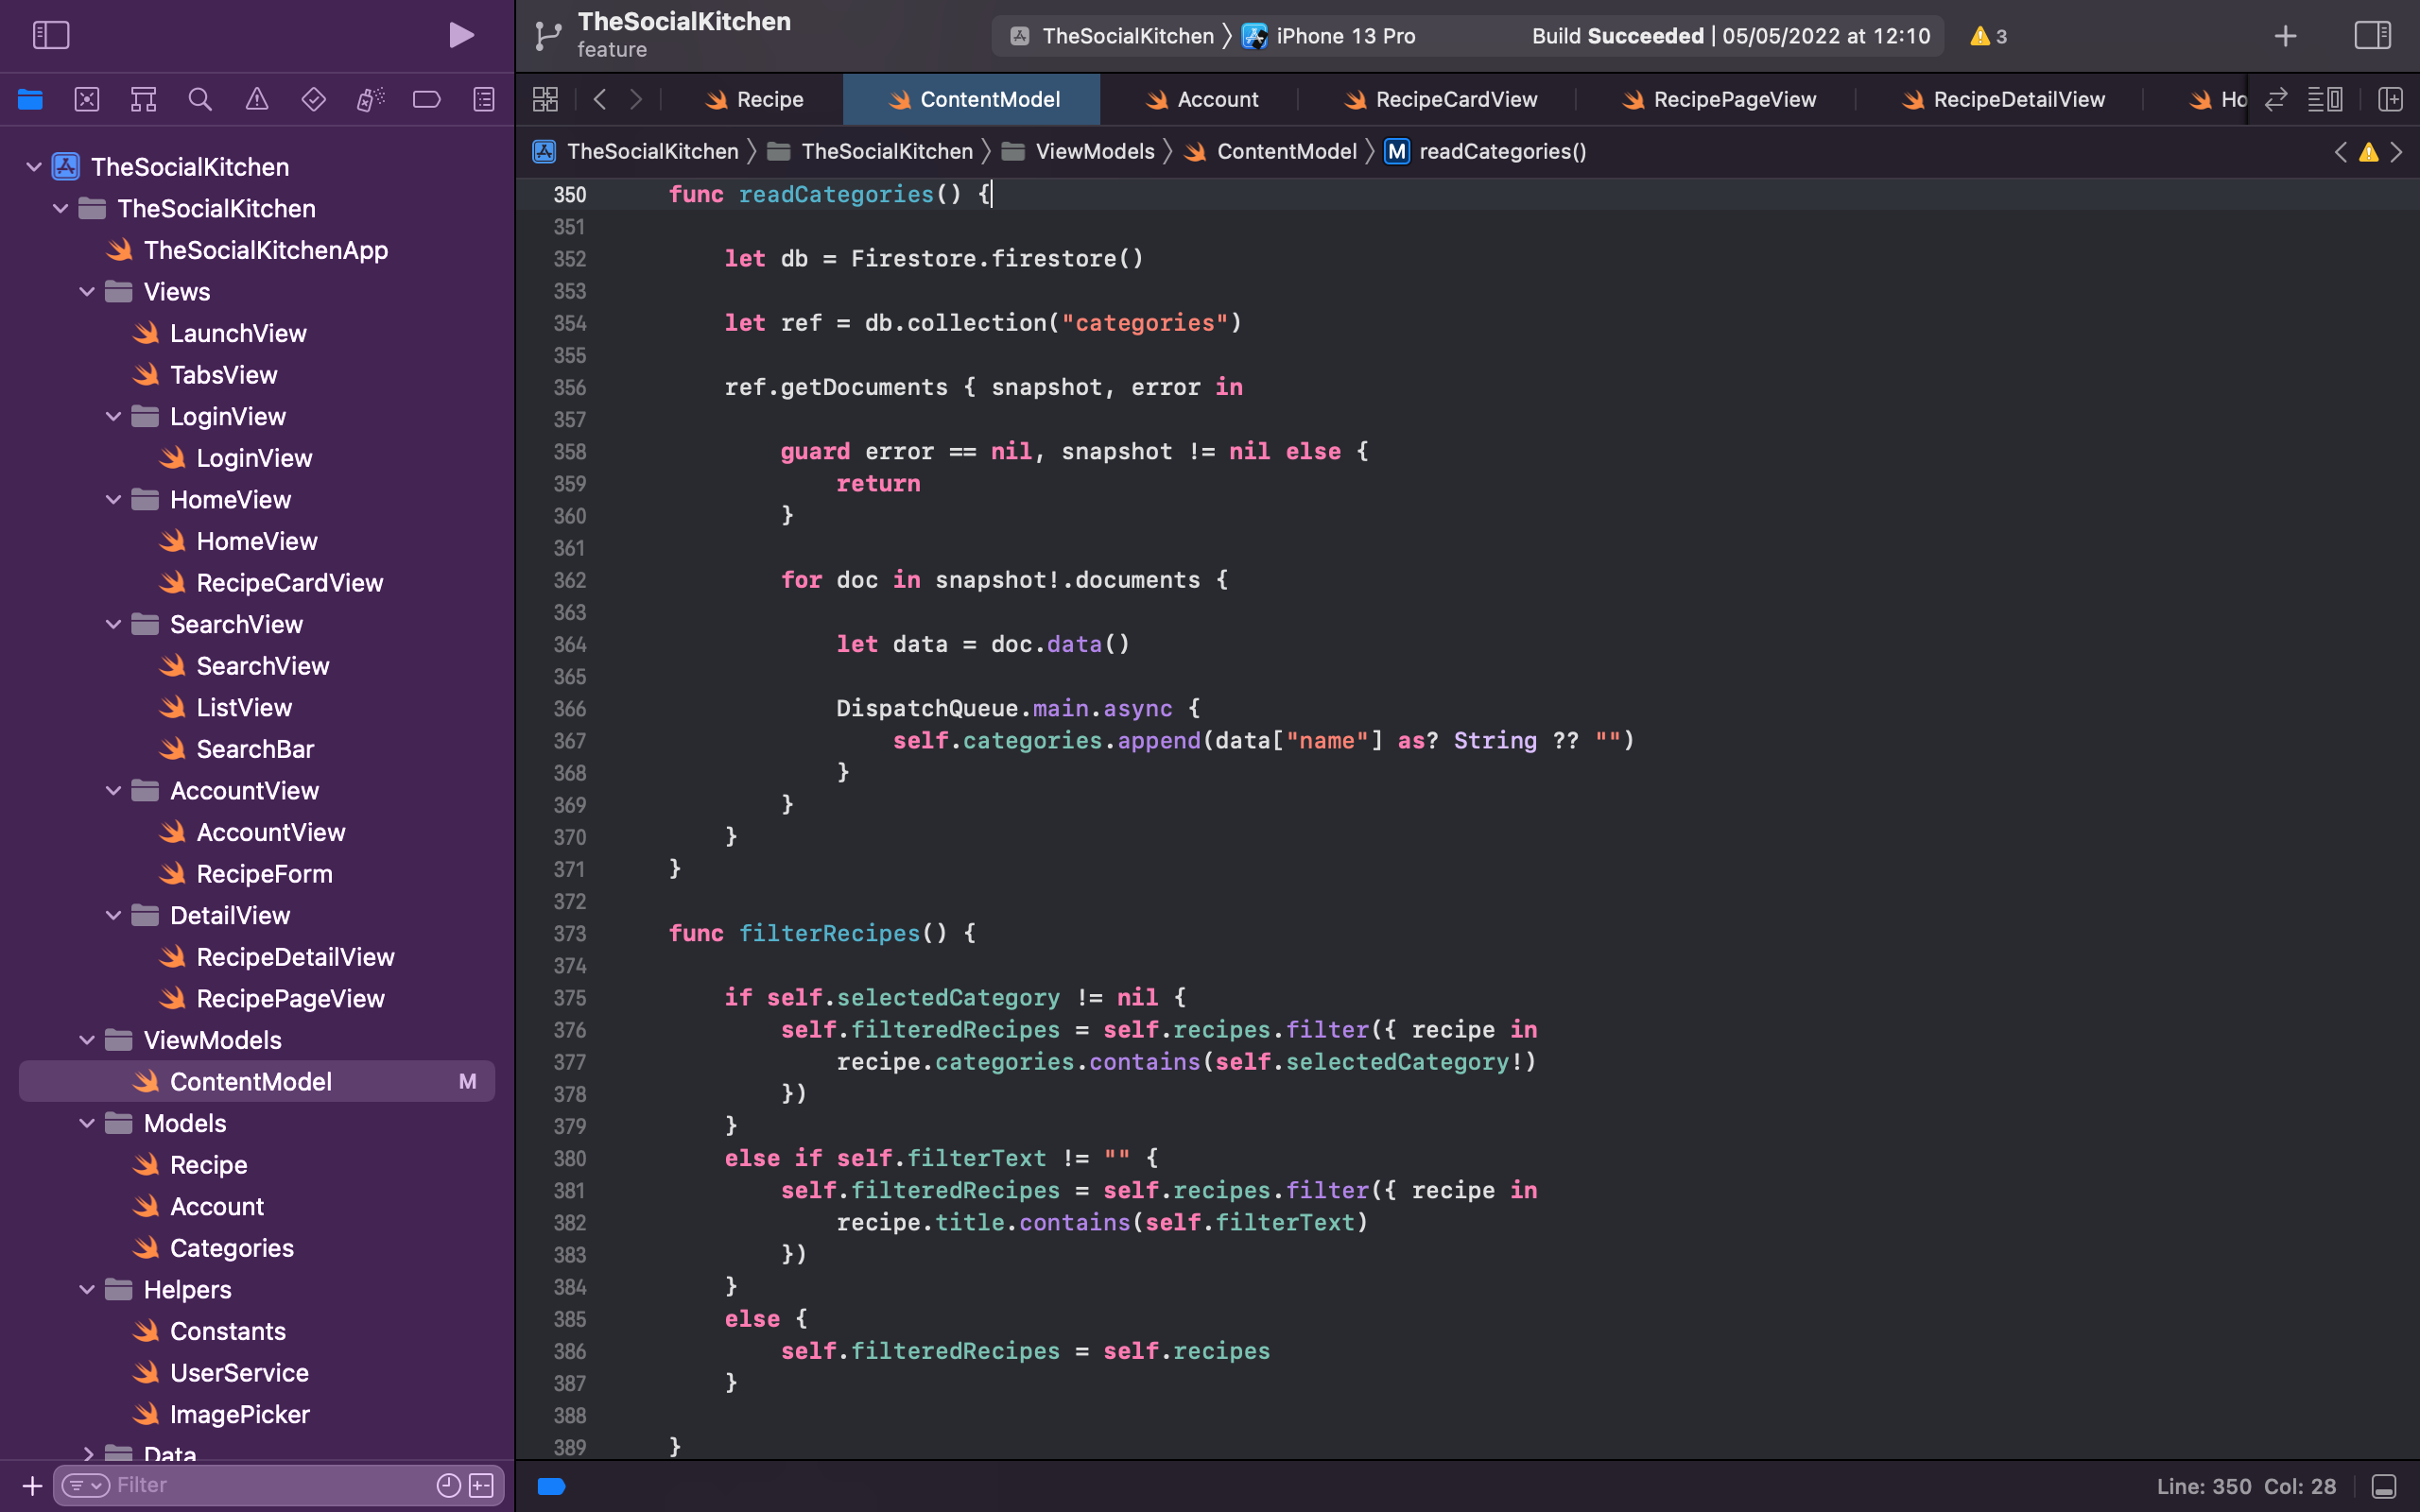 TheSocialKitchen
feature
TheSocialKitchen
iPhone 13 Pro
Build Succeeded | 05/05/2022 at 12:10
3
Recipe
ContentModel
Account
RecipeCardView
RecipePageView
RecipeDetailView
Ho
TheSocialKitchen
TheSocialKitchen
ViewModels
ContentModel
M
readCategories()
TheSocialKitchen
TheSocialKitchen
TheSocialKitchenApp
Views
LaunchView
TabsView
LoginView
LoginView
HomeView
HomeView
RecipeCardView
SearchView
SearchView
ListView
SearchBar
AccountView
AccountView
RecipeForm
DetailView
RecipeDetailView
RecipePageView
ViewModels
ContentModel M
Models
Recipe
Account
Categories
Helpers
Constants
UserService
ImagePicker
Data
Filter
350 func readCategories() {
351
352 let db = Firestore.firestore()
353
354 let ref = db.collection("categories")
355
356 ref.getDocuments { snapshot, error in
357
358 guard error == nil, snapshot != nil else {
359 return
360 }
361
362 for doc in snapshot!.documents {
363
364 let data = doc.data()
365
366 DispatchQueue.main.async {
367 self.categories.append(data["name"] as? String ?? "")
368 }
369 }
370 }
371 }
372
373 func filterRecipes() {
374
375 if self.selectedCategory != nil {
376 self.filteredRecipes = self.recipes.filter({ recipe in
377 recipe.categories.contains(self.selectedCategory!)
378 })
379 }
380 else if self.filterText != "" {
381 self.filteredRecipes = self.recipes.filter({ recipe in
382 recipe.title.contains(self.filterText)
383 })
384 }
385 else {
386 self.filteredRecipes = self.recipes
387 }
388
389 }
Line: 350 Col: 28